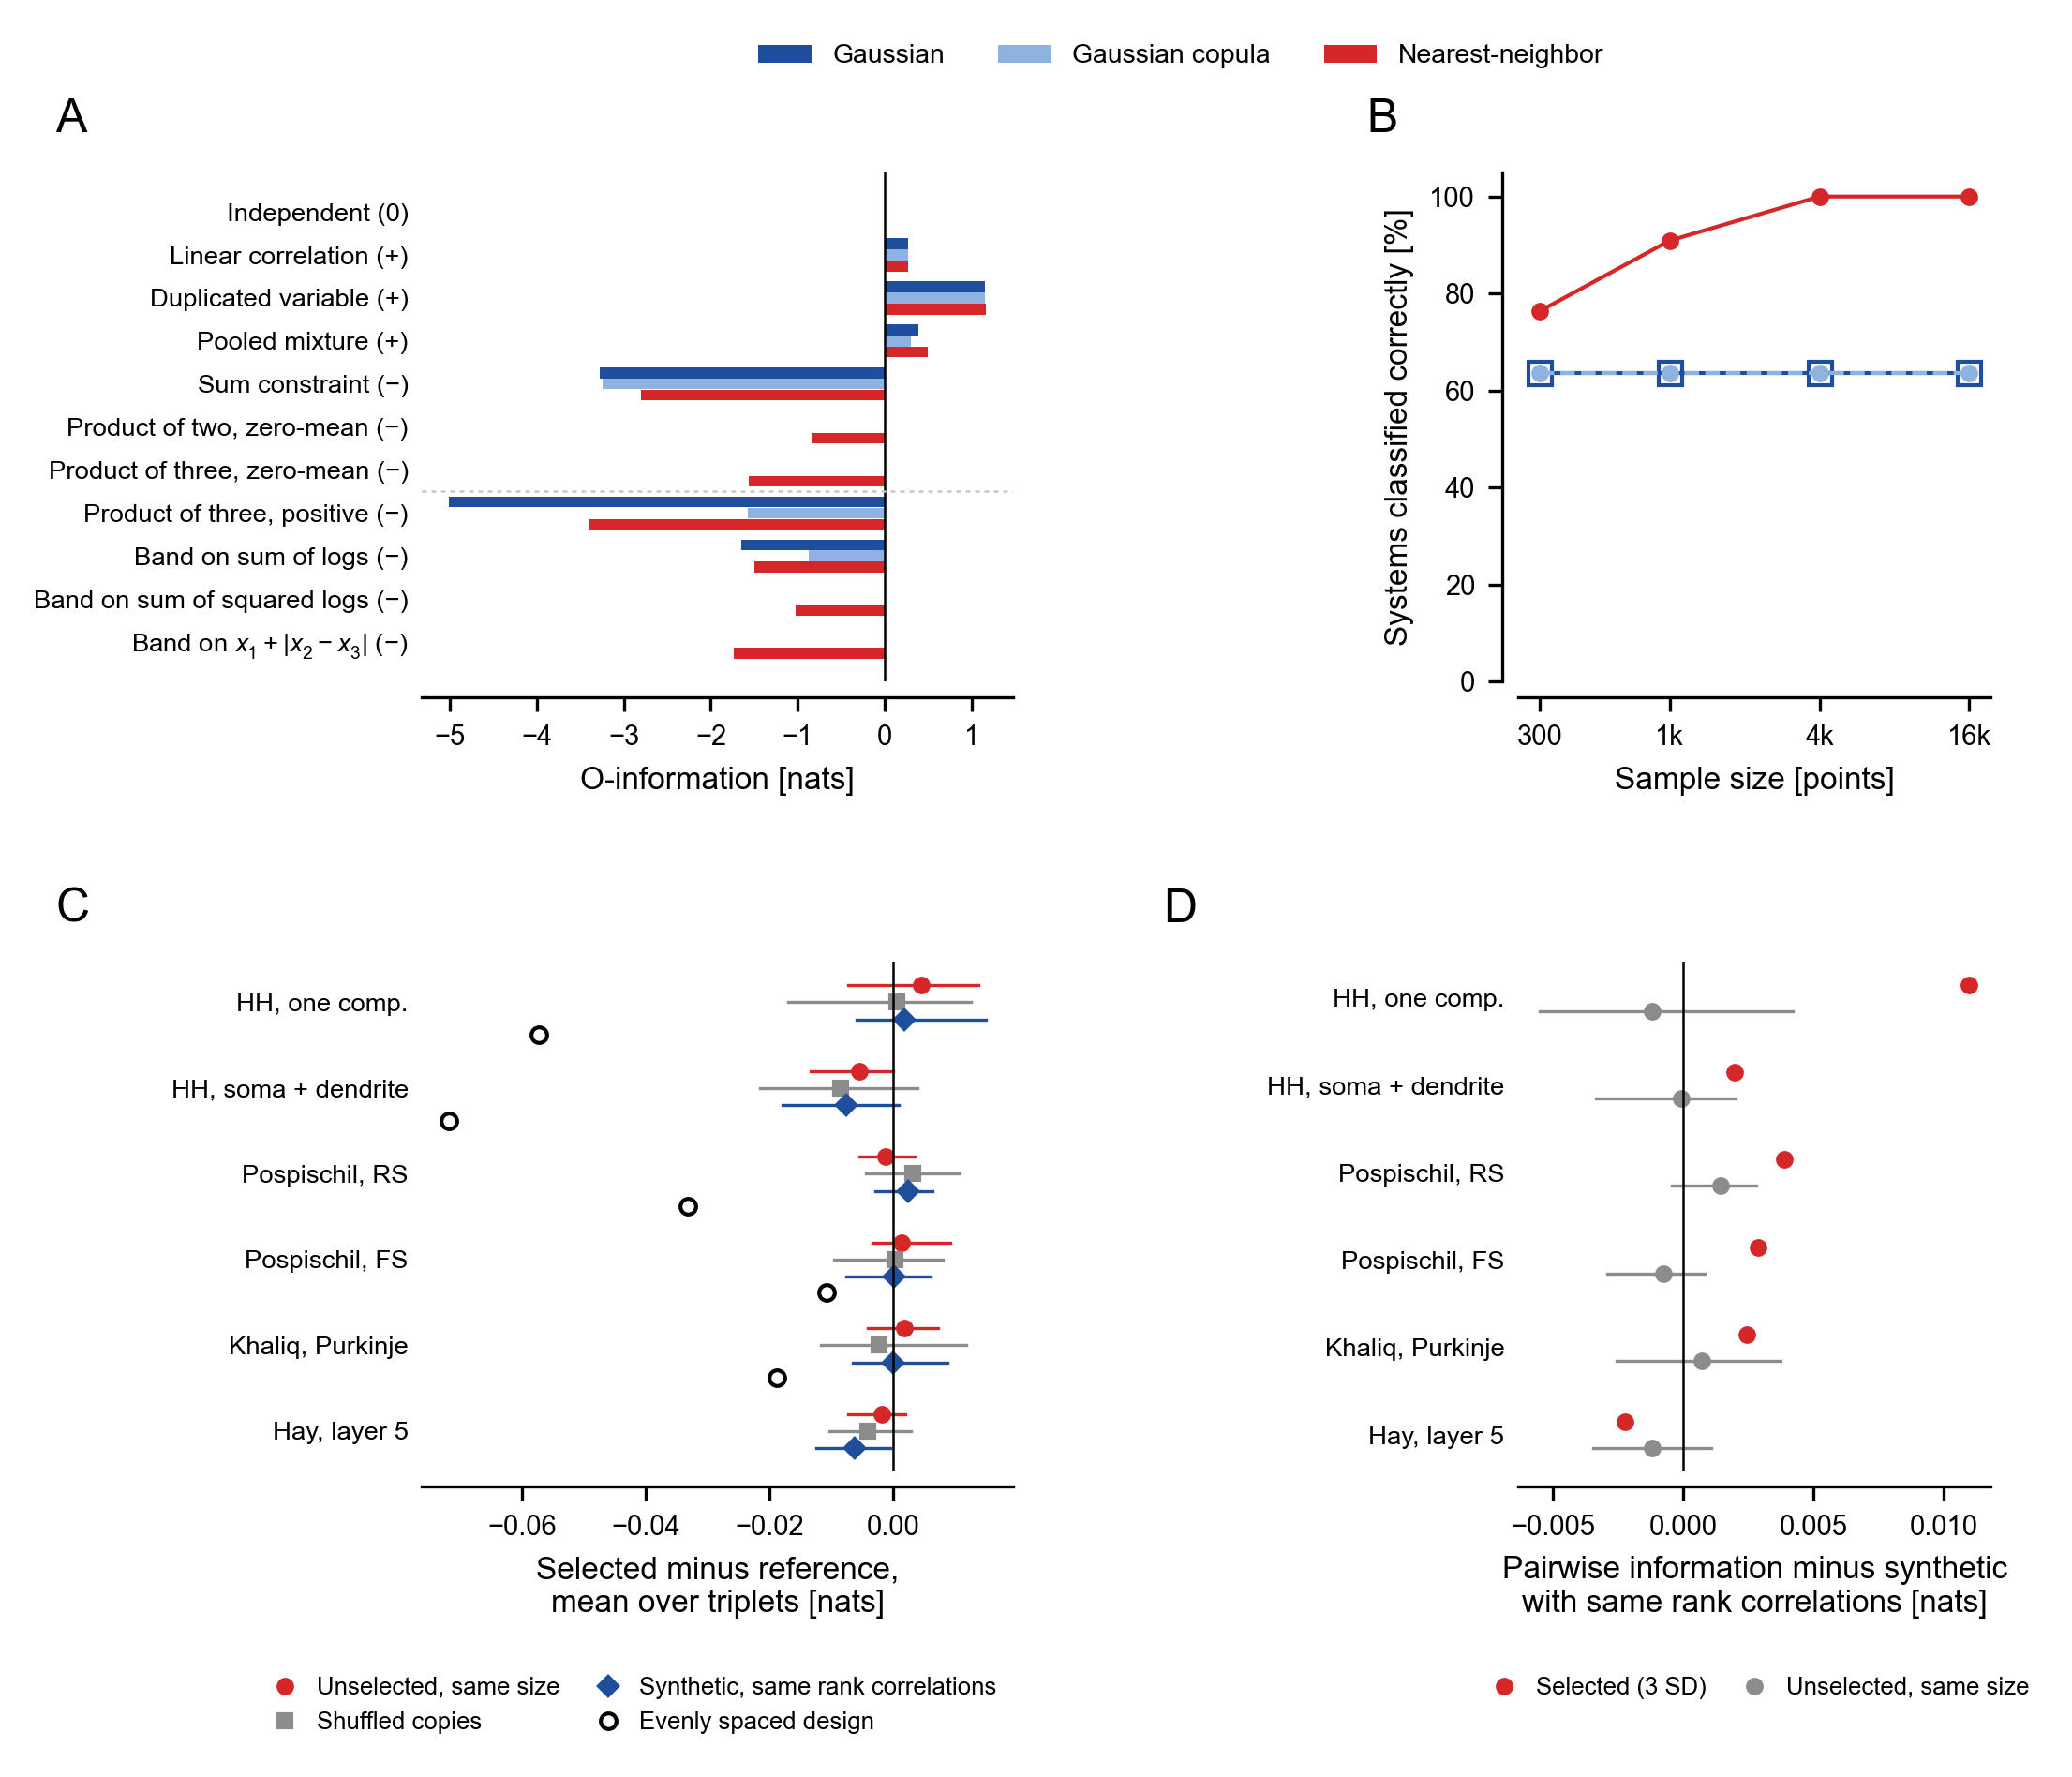 Gaussian Gaussian copula Nearest-neighbor
A
Independent (0)
Linear correlation (+)
Duplicated variable (+)
Pooled mixture (+)
Sum constraint (−)
Product of two, zero-mean (−)
Product of three, zero-mean (−)
Product of three, positive (−)
Band on sum of logs (−)
Band on sum of squared logs (−)
Band on x1 + |x2 − x3| (−)
−5 −4 −3 −2 −1 0 1
O-information [nats]
B
Systems classified correctly [%]
100
80
60
40
20
0
300 1k 4k 16k
Sample size [points]
C
HH, one comp.
HH, soma + dendrite
Pospischil, RS
Pospischil, FS
Khaliq, Purkinje
Hay, layer 5
−0.06 −0.04 −0.02 0.00
Selected minus reference,
mean over triplets [nats]
Unselected, same size Synthetic, same rank correlations
Shuffled copies Evenly spaced design
D
HH, one comp.
HH, soma + dendrite
Pospischil, RS
Pospischil, FS
Khaliq, Purkinje
Hay, layer 5
−0.005 0.000 0.005 0.010
Pairwise information minus synthetic
with same rank correlations [nats]
Selected (3 SD) Unselected, same size